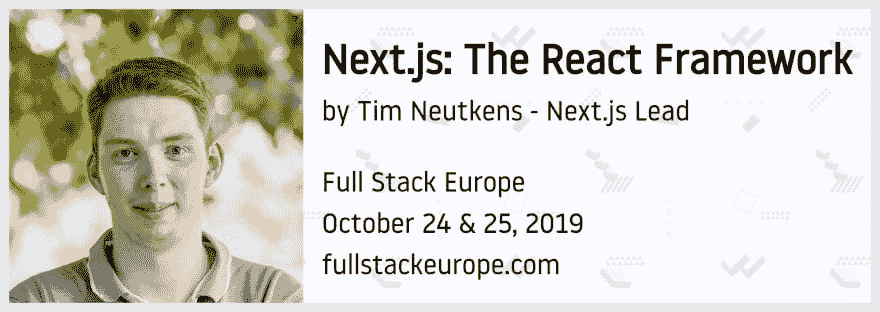 Next.js: The React Framework
by Tim Neutkens - Next.js Lead
Full Stack Europe
October 24 & 25, 2019
fullstackeurope.com